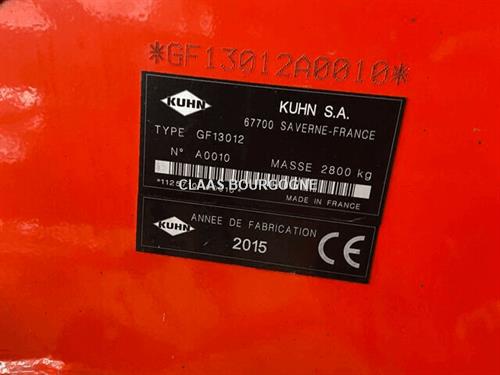 *GF13012A0010*
KUHN
KUHN S.A.
67700 SAVERNE-FRANCE
TYPE GF13012
N° A0010 MASSE 2800 kg
CLAAS BOURGOGNE
MADE IN FRANCE
KUHN
ANNEE DE FABRICATION
2015
CE